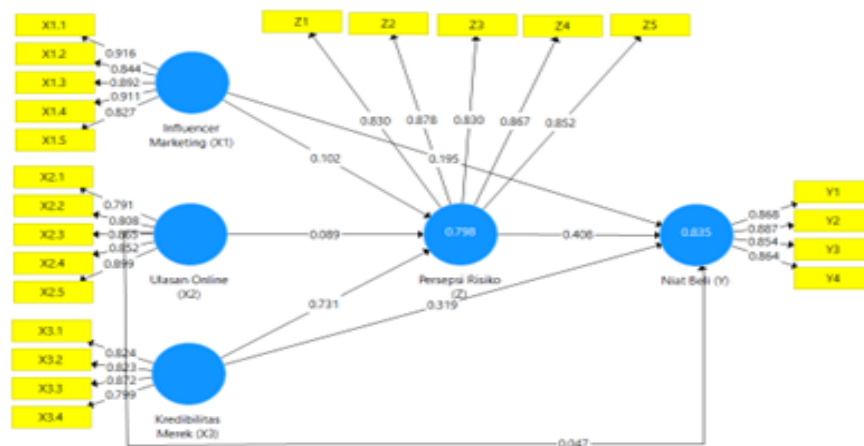 X1.1
X1.2
X1.3
X1.4
X1.5
0.916
0.844
0.892
0.911
0.827
Influencer
Marketing (X1)
Z1
Z2
Z3
Z4
Z5
0.830
0.878
0.830
0.867
0.852
0.102
0.195
X2.1
X2.2
X2.3
X2.4
X2.5
0.791
0.808
0.865
0.852
0.899
Ulasan Online
(X2)
0.089
0.798
Persepsi Risiko
(Z)
0.408
0.835
Niat Beli (Y)
0.868
0.887
0.854
0.864
Y1
Y2
Y3
Y4
0.731
0.319
X3.1
X3.2
X3.3
X3.4
0.824
0.823
0.872
0.799
Kredibilitas
Merek (X3)
0.047